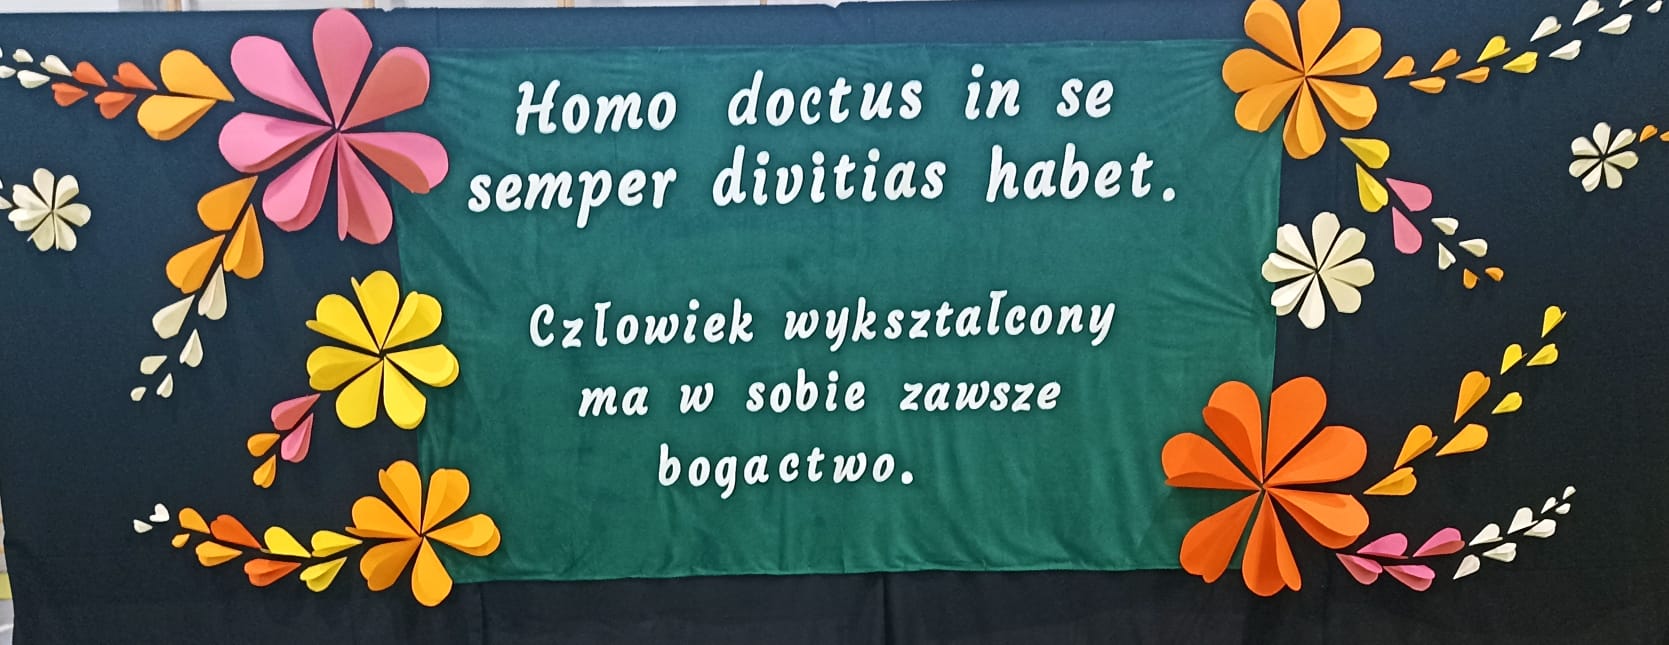 Homo doctus in se
semper divitias habet.
Człowiek wykształcony
ma w sobie zawsze
bogactwo.